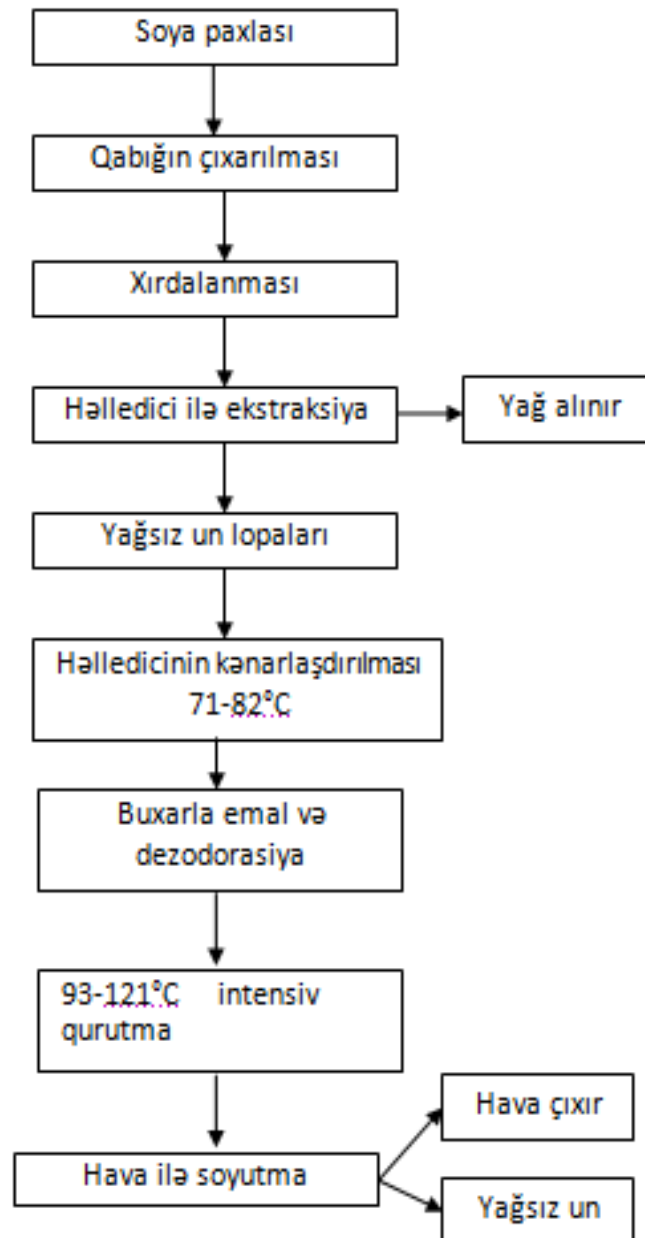 Soya paxlası
Qabığın çıxarılması
Xırdalanması
Həlledici ilə ekstraksiya
Yağ alınır
Yağsız un lopaları
Həlledicinin kənarlaşdırılması
71-82°C
Buxarla emal və
dezodorasiya
93-121°C intensiv
qurutma
Hava ilə soyutma
Hava çıxır
Yağsız un